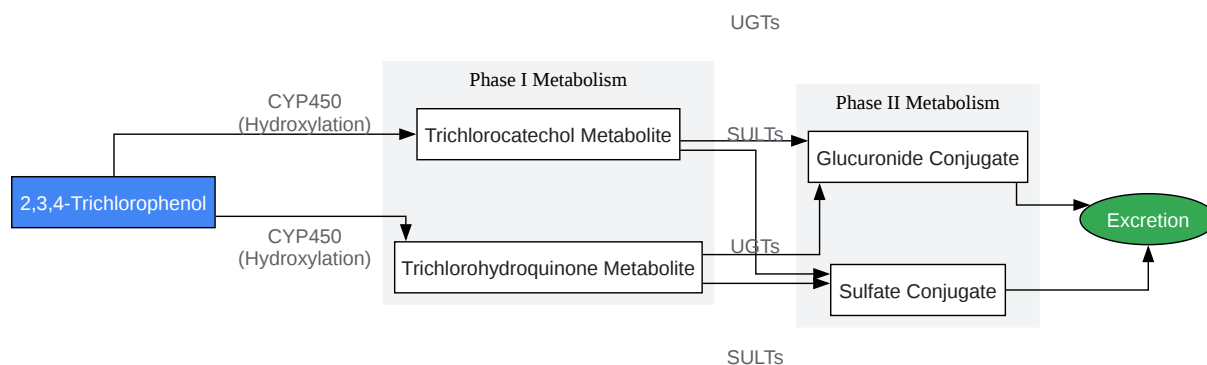 UGTs
Phase I Metabolism
CYP450
(Hydroxylation)
Phase II Metabolism
Trichlorocatechol Metabolite
SULTs
Glucuronide Conjugate
2,3,4-Trichlorophenol
Excretion
CYP450
(Hydroxylation)
UGTs
Trichlorohydroquinone Metabolite
Sulfate Conjugate
SULTs